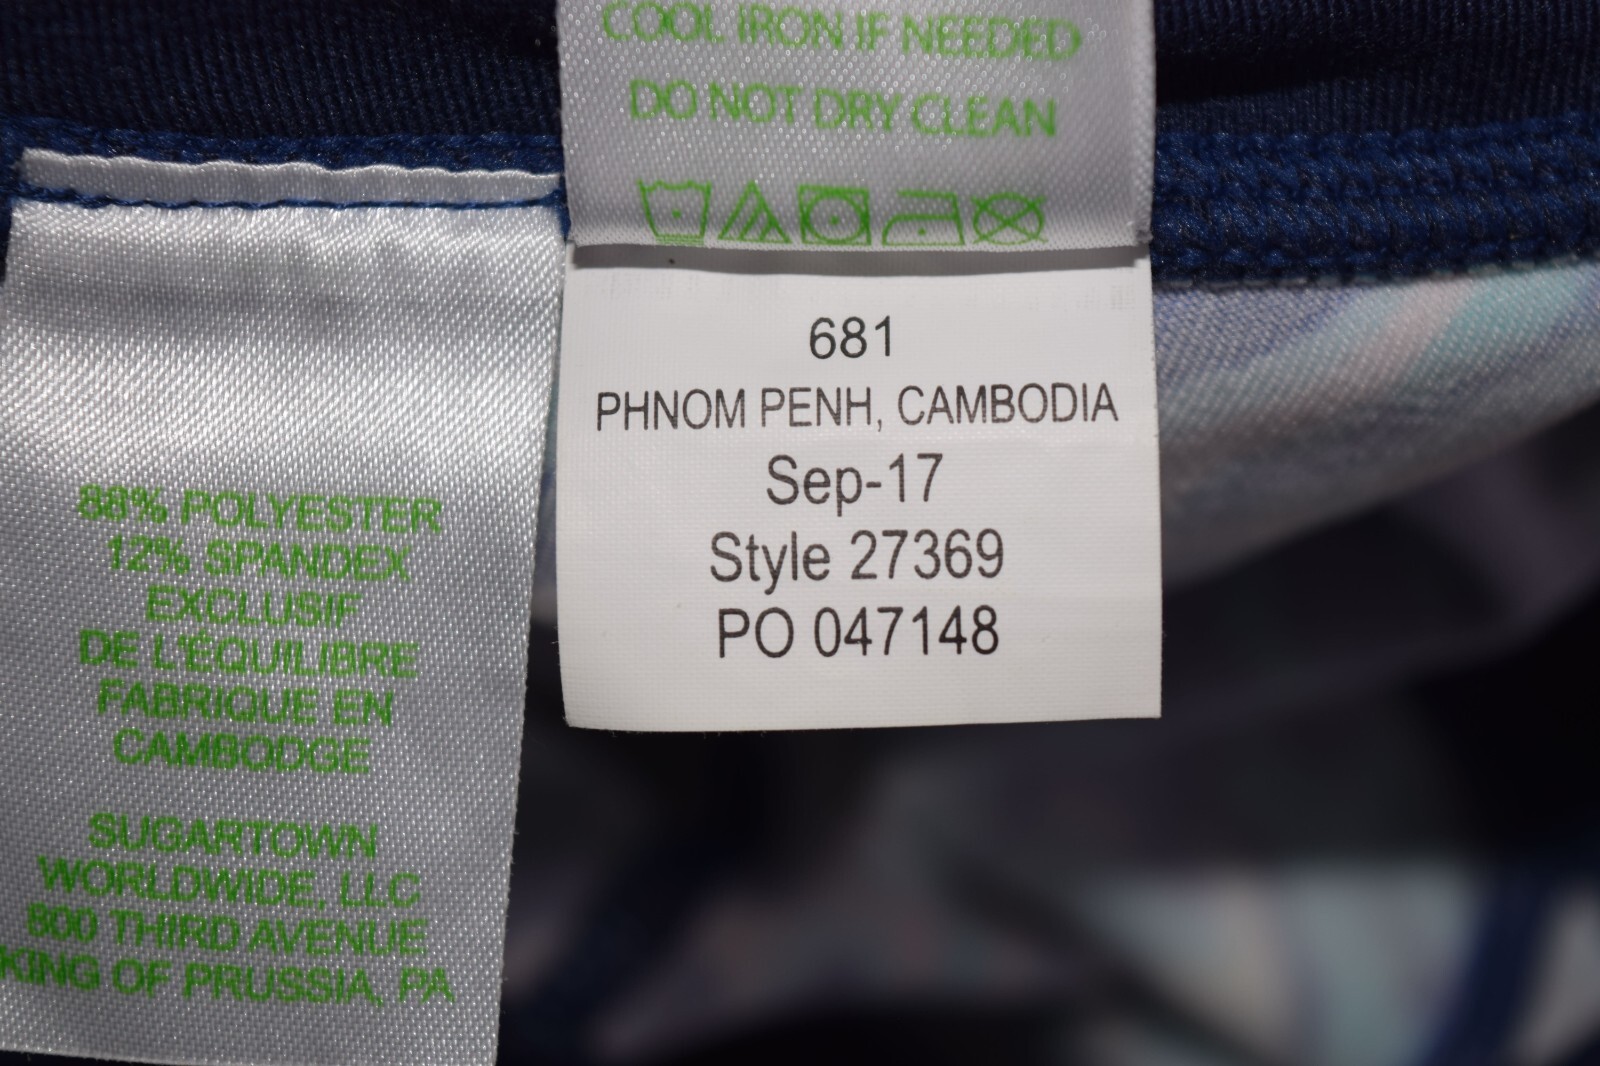 COOL IRON IF NEEDED
DO NOT DRY CLEAN
681
PHNOM PENH, CAMBODIA
Sep-17
Style 27369
PO 047148
88% POLYESTER
12% SPANDEX
EXCLUSIF
DE L'ÉQUILIBRE
FABRIQUE EN
CAMBODGE
SUGARTOWN
WORLDWIDE, LLC
800 THIRD AVENUE
KING OF PRUSSIA, PA